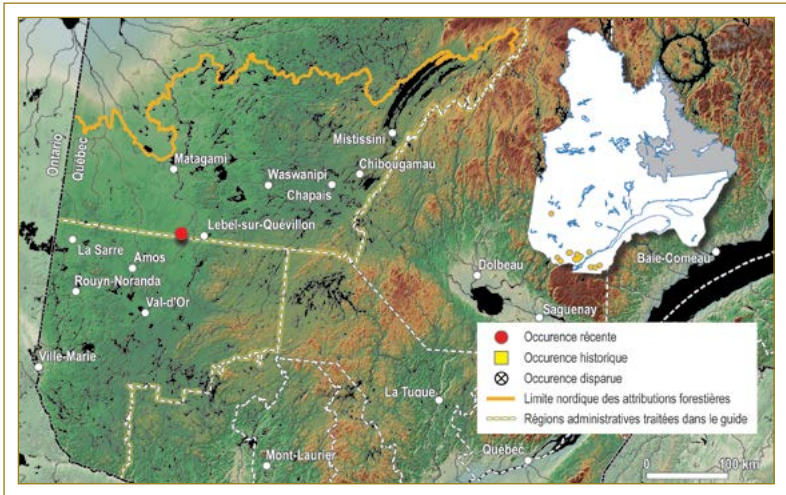 Ontario
Québec
Matagami
Mistissini
Chibougamau
Waswanipi
Chapais
Lebel-sur-Quévillon
La Sarre
Amos
Rouyn-Noranda
Val-d'Or
Ville-Marie
Dolbeau
Baie-Comeau
Saguenay
La Tuque
Mont-Laurier
Québec
Occurence récente
Occurence historique
Occurence disparue
Limite nordique des attributions forestières
Régions administratives traitées dans le guide
0 100 km